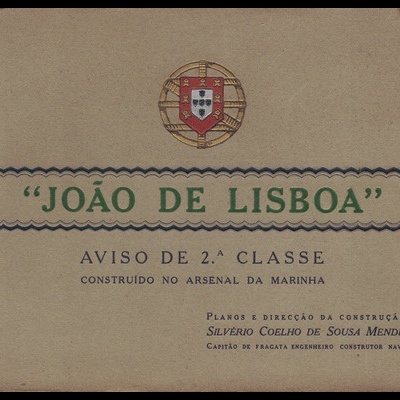 "JOÃO DE LISBOA"
AVISO DE 2.ª CLASSE
CONSTRUÍDO NO ARSENAL DA MARINHA
PLANOS E DIRECÇÃO DA CONSTRUÇÃ
SILVÉRIO COELHO DE SOUSA MENDE
CAPITÃO DE FRAGATA ENGENHEIRO CONSTRUTOR NAV